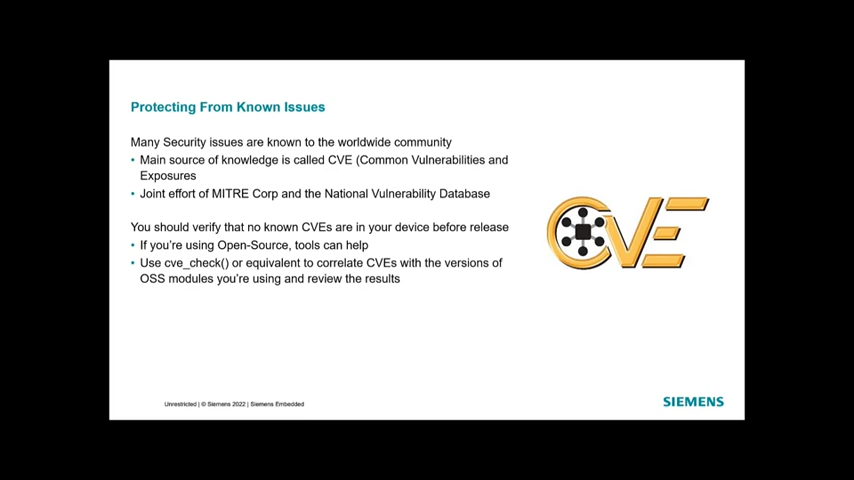 Protecting From Known Issues
Many Security issues are known to the worldwide community
• Main source of knowledge is called CVE (Common Vulnerabilities and
Exposures
• Joint effort of MITRE Corp and the National Vulnerability Database
You should verify that no known CVEs are in your device before release
• If you're using Open-Source, tools can help
• Use cve_check() or equivalent to correlate CVEs with the versions of
OSS modules you're using and review the results
CVE
Unrestricted | © Siemens 2022 | Siemens Embedded
SIEMENS